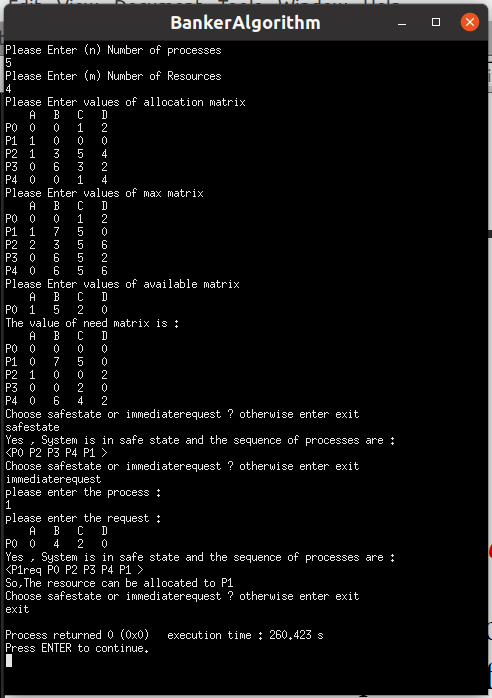 BankerAlgorithm
Please Enter (n) Number of processes
5
Please Enter (m) Number of Resources
4
Please Enter values of allocation matrix
A B C D
P0 0 0 1 2
P1 1 0 0 0
P2 1 3 5 4
P3 0 6 3 2
P4 0 0 1 4
Please Enter values of max matrix
A B C D
P0 0 0 1 2
P1 1 7 5 0
P2 2 3 5 6
P3 0 6 5 2
P4 0 6 5 6
Please Enter values of available matrix
A B C D
P0 1 5 2 0
The value of need matrix is :
A B C D
P0 0 0 0 0
P1 0 7 5 0
P2 1 0 0 2
P3 0 0 2 0
P4 0 6 4 2
Choose safestate or immediaterequest ? otherwise enter exit
safestate
Yes , System is in safe state and the sequence of processes are :
<P0 P2 P3 P4 P1 >
Choose safestate or immediaterequest ? otherwise enter exit
immediaterequest
please enter the process :
1
please enter the request :
A B C D
P0 0 4 2 0
Yes , System is in safe state and the sequence of processes are :
<P1req P0 P2 P3 P4 P1 >
So,The resource can be allocated to P1
Choose safestate or immediaterequest ? otherwise enter exit
exit
Process returned 0 (0x0) execution time : 260.423 s
Press ENTER to continue.